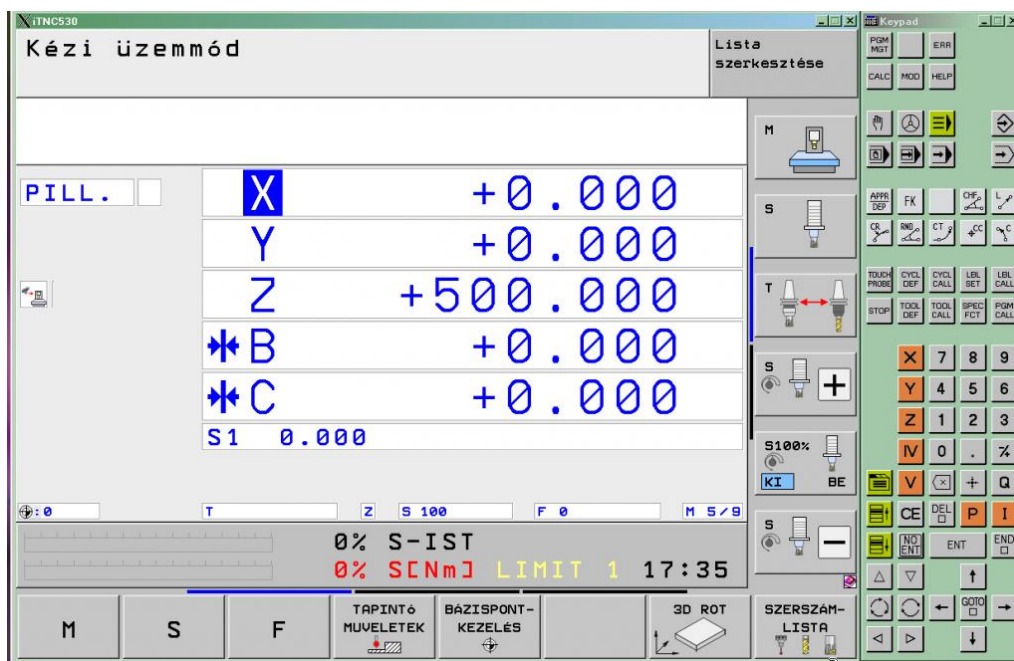 iTNC530
Kézi üzemmód
Lista
szerkesztése
PILL.
X +0.000
Y +0.000
Z +500.000
B +0.000
C +0.000
S1 0.000
:0 T Z S 100 F 0 M 5/9
0% S-IST
0% S[Nm] LIMIT 1 17:35
M
S
T
S
S100%
KI BE
S
M
S
F
TAPINTó
MUVELETEK
BÁZISPONT-
KEZELÉS
3D ROT
SZERSZÁM-
LISTA
Keypad
PGM
MGT
ERR
CALC MOD HELP
APPR
DEP
FK
CHF
L
CR RND CT CC C
TOUCH
PROBE
CYCL
DEF
CYCL
CALL
LBL
SET
LBL
CALL
STOP
TOOL
DEF
TOOL
CALL
SPEC
FCT
PGM
CALL
X 7 8 9
Y 4 5 6
Z 1 2 3
IV 0 .
V + Q
CE DEL P I
NO
ENT
ENT
END
GOTO